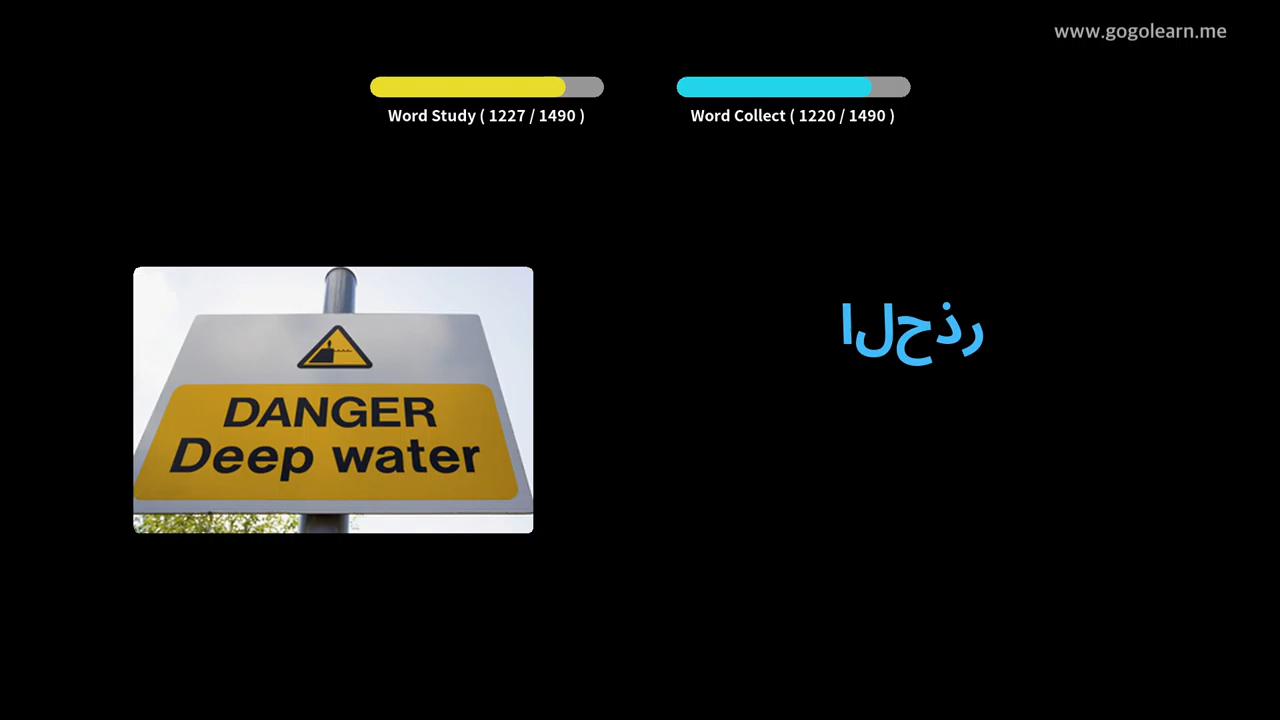 www.gogolearn.me
Word Study ( 1227 / 1490 )
Word Collect ( 1220 / 1490 )
الحذر
DANGER
Deep water